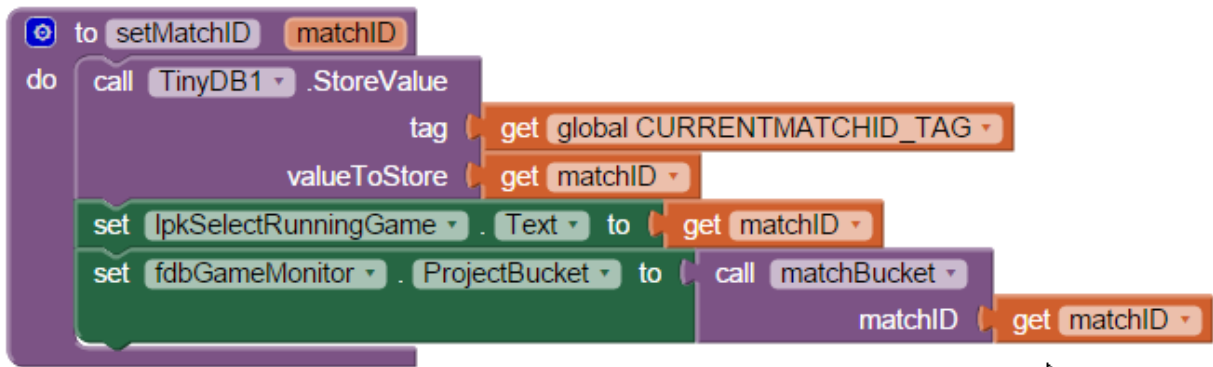 to setMatchID matchID
do call TinyDB1 .StoreValue
tag get global CURRENTMATCHID_TAG
valueToStore get matchID
set lpkSelectRunningGame . Text to get matchID
set fdbGameMonitor . ProjectBucket to call matchBucket
matchID get matchID